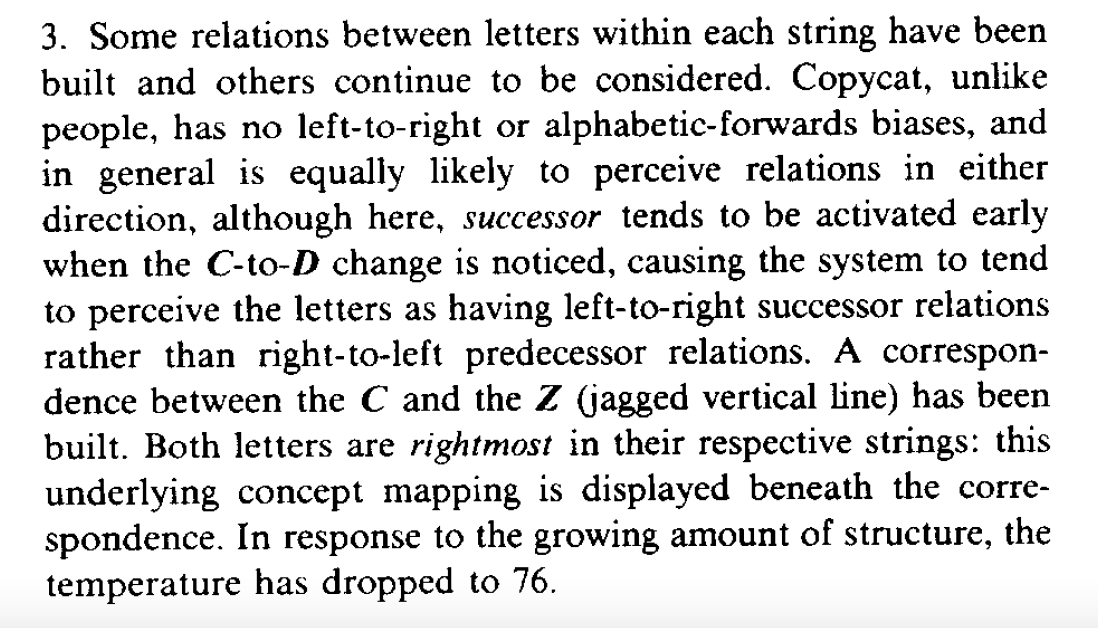 3. Some relations between letters within each string have been
built and others continue to be considered. Copycat, unlike
people, has no left-to-right or alphabetic-forwards biases, and
in general is equally likely to perceive relations in either
direction, although here, successor tends to be activated early
when the C-to-D change is noticed, causing the system to tend
to perceive the letters as having left-to-right successor relations
rather than right-to-left predecessor relations. A correspon-
dence between the C and the Z (jagged vertical line) has been
built. Both letters are rightmost in their respective strings: this
underlying concept mapping is displayed beneath the corre-
spondence. In response to the growing amount of structure, the
temperature has dropped to 76.